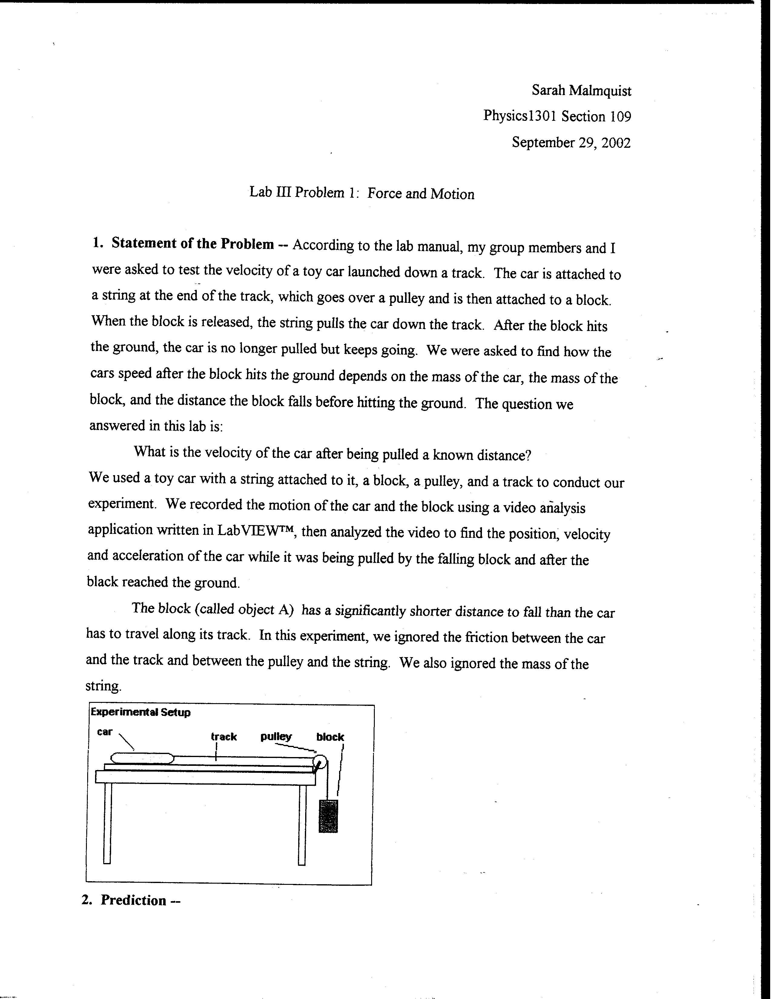 Sarah Malmquist
Physics1301 Section 109
September 29, 2002
Lab III Problem 1:  Force and Motion
1.  Statement of the Problem -- According to the lab manual, my group members and I
were asked to test the velocity of a toy car launched down a track.  The car is attached to
a string at the end of the track, which goes over a pulley and is then attached to a block.
When the block is released, the string pulls the car down the track.  After the block hits
the ground, the car is no longer pulled but keeps going.  We were asked to find how the
cars speed after the block hits the ground depends on the mass of the car, the mass of the
block, and the distance the block falls before hitting the ground.  The question we
answered in this lab is:
What is the velocity of the car after being pulled a known distance?
We used a toy car with a string attached to it, a block, a pulley, and a track to conduct our
experiment.  We recorded the motion of the car and the block using a video analysis
application written in LabVIEW™, then analyzed the video to find the position, velocity
and acceleration of the car while it was being pulled by the falling block and after the
black reached the ground.
The block (called object A)  has a significantly shorter distance to fall than the car
has to travel along its track.  In this experiment, we ignored the friction between the car
and the track and between the pulley and the string.  We also ignored the mass of the
string.
Experimental Setup
car
track pulley block
2.  Prediction --